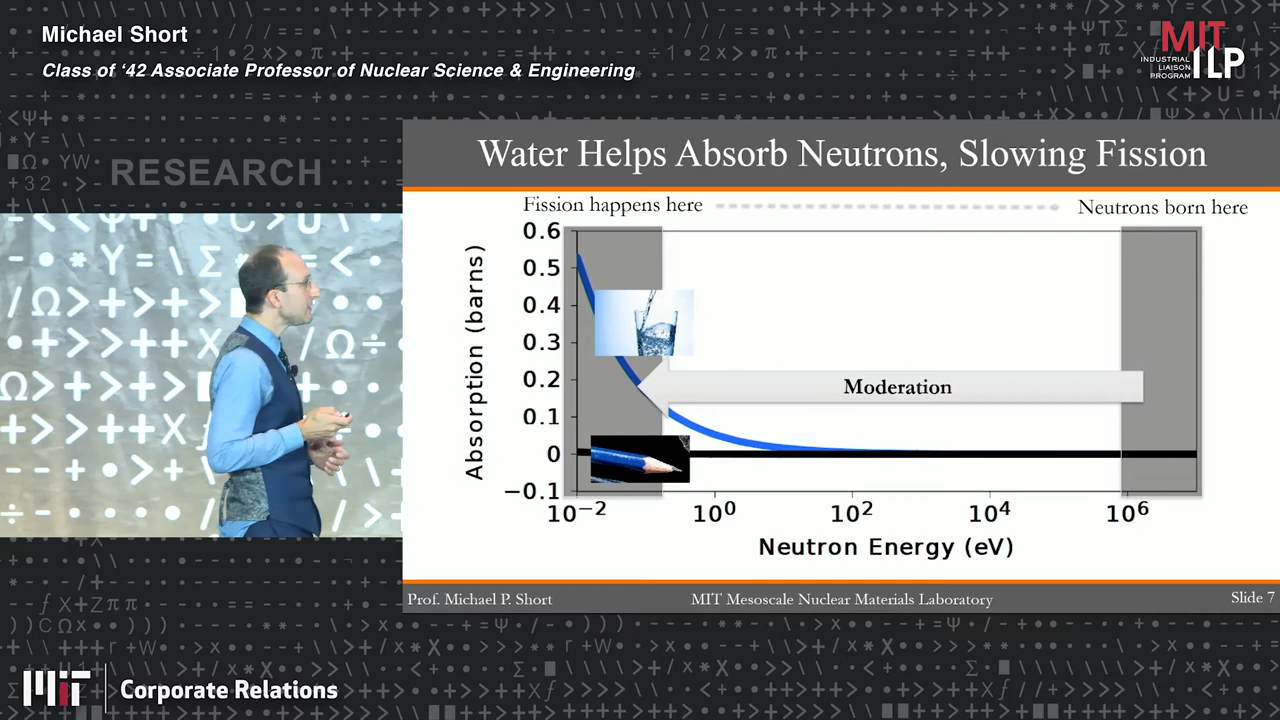 Michael Short
Class of ‘42 Associate Professor of Nuclear Science & Engineering
MIT
INDUSTRIAL
LIAISON
PROGRAM
ILP
RESEARCH
Water Helps Absorb Neutrons, Slowing Fission
Fission happens here
Neutrons born here
Absorption (barns)
0.6
0.5
0.4
0.3
0.2
0.1
0
−0.1
Moderation
10⁻² 10⁰ 10² 10⁴ 10⁶
Neutron Energy (eV)
Prof. Michael P. Short MIT Mesoscale Nuclear Materials Laboratory Slide 7
MIT Corporate Relations